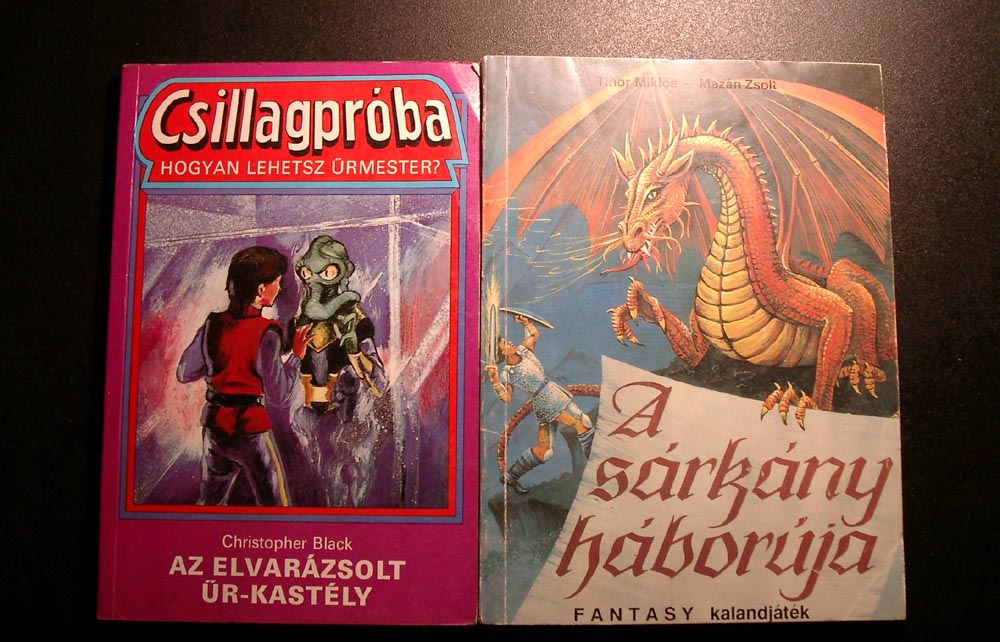 Csillagpróba
HOGYAN LEHETSZ ŰRMESTER?
Christopher Black
AZ ELVARÁZSOLT
ŰR-KASTÉLY
Tihor Miklós – Mazán Zsolt
A
sárkány
háborúja
FANTASY kalandjáték